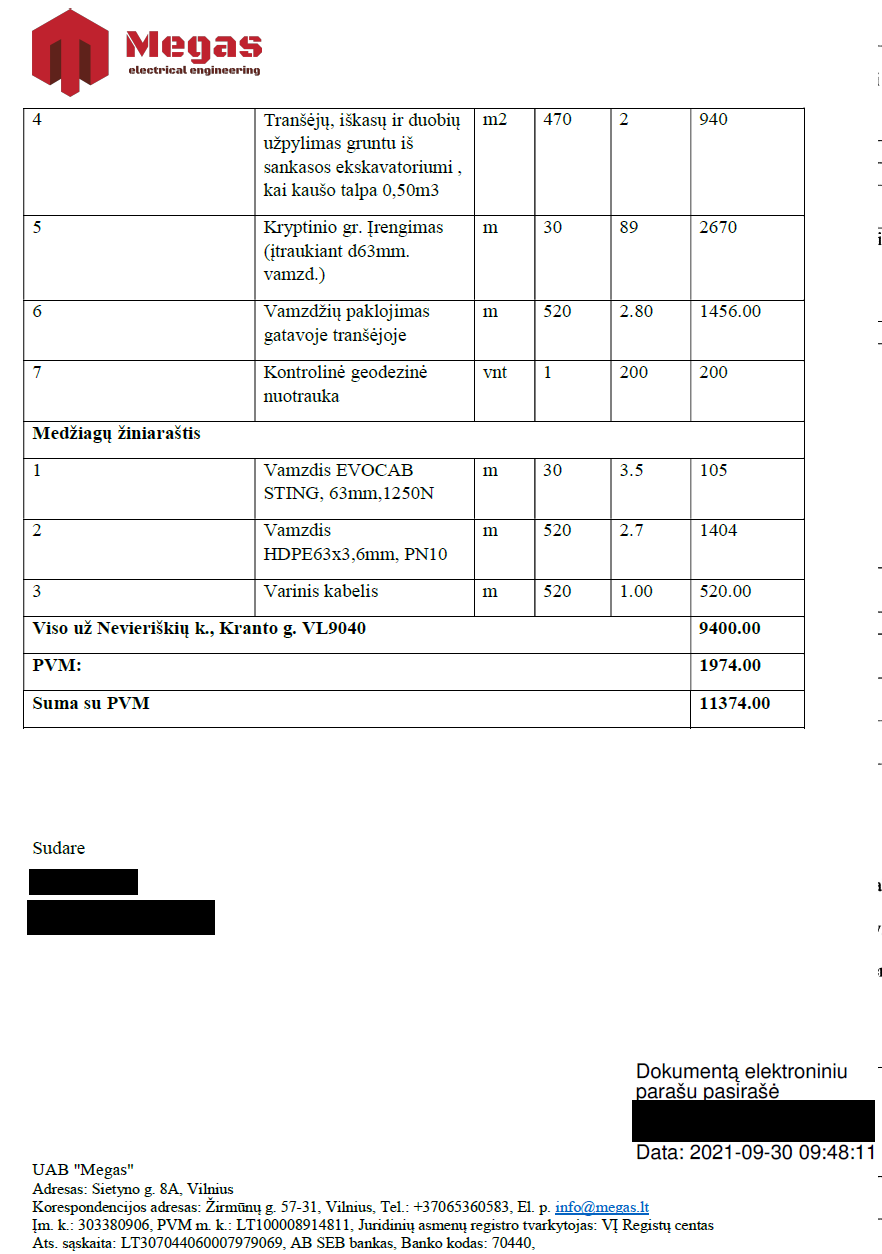 Megas
electrical engineering
4 Tranšėjų, iškasų ir duobių m2 470 2 940
užpylimas gruntu iš
sankasos ekskavatoriumi ,
kai kaušo talpa 0,50m3
5 Kryptinio gr. Įrengimas m 30 89 2670
(įtraukiant d63mm.
vamzd.)
6 Vamzdžių paklojimas m 520 2.80 1456.00
gatavoje tranšėjoje
7 Kontrolinė geodezinė vnt 1 200 200
nuotrauka
Medžiagų žiniaraštis
1 Vamzdis EVOCAB m 30 3.5 105
STING, 63mm,1250N
2 Vamzdis m 520 2.7 1404
HDPE63x3,6mm, PN10
3 Varinis kabelis m 520 1.00 520.00
Viso už Nevieriškių k., Kranto g. VL9040 9400.00
PVM: 1974.00
Suma su PVM 11374.00
Sudare
Dokumentą elektroniniu
parašu pasirašė
Data: 2021-09-30 09:48:11
UAB "Megas"
Adresas: Sietyno g. 8A, Vilnius
Korespondencijos adresas: Žirmūnų g. 57-31, Vilnius, Tel.: +37065360583, El. p. info@megas.lt
Įm. k.: 303380906, PVM m. k.: LT100008914811, Juridinių asmenų registro tvarkytojas: VĮ Registų centas
Ats. sąskaita: LT307044060007979069, AB SEB bankas, Banko kodas: 70440,